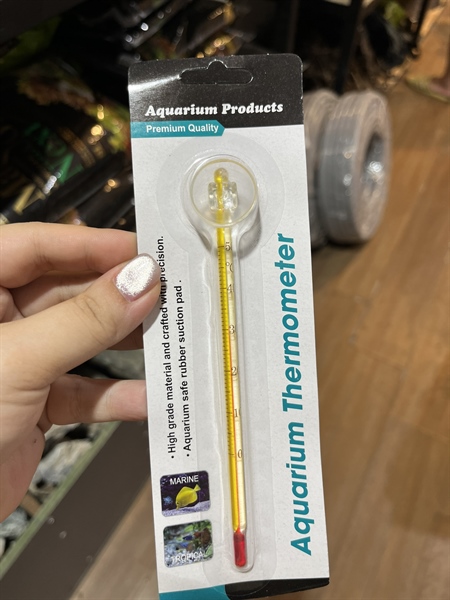 Aquarium Products
Premium Quality
• High grade material and crafted with precision.
• Aquarium safe rubber suction pad .
Aquarium Thermometer
MARINE
TROPICAL